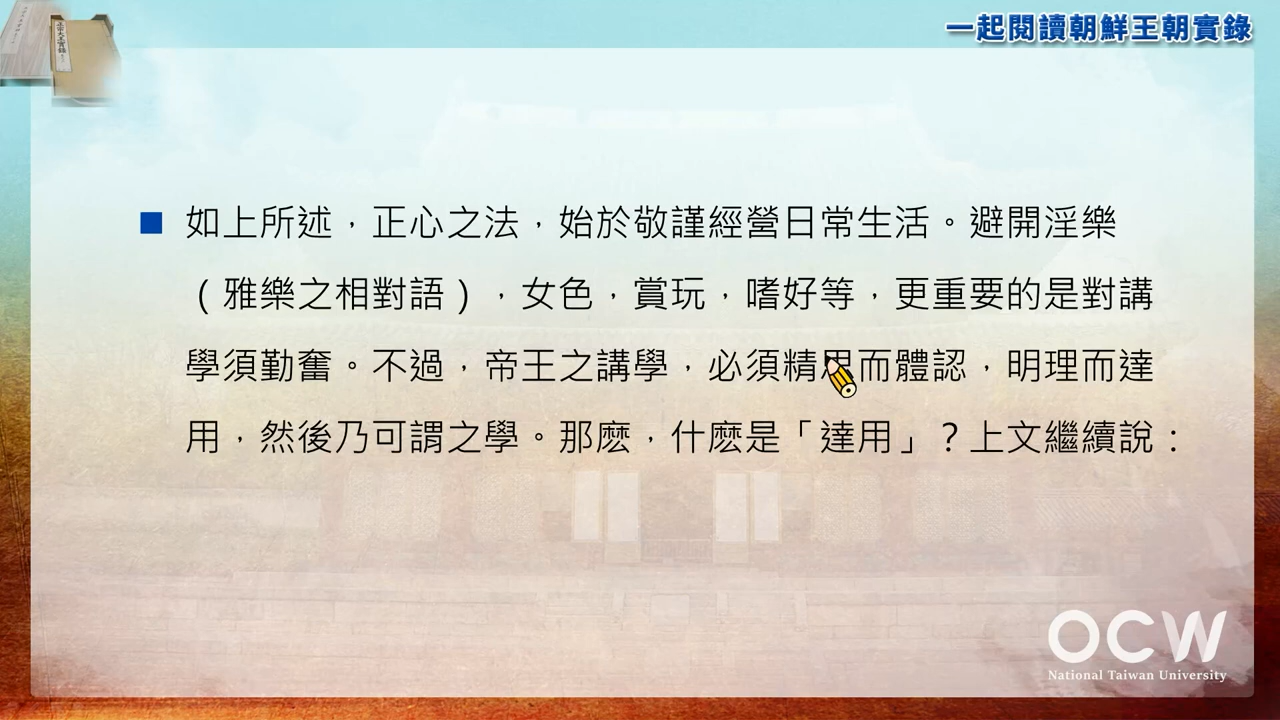 一起閱讀朝鮮王朝實錄
如上所述，正心之法，始於敬謹經營日常生活。避開淫樂
（雅樂之相對語），女色，賞玩，嗜好等，更重要的是對講
學須勤奮。不過，帝王之講學，必須精思而體認，明理而達
用，然後乃可謂之學。那麽，什麽是「達用」？上文繼續說：
OCW
National Taiwan University